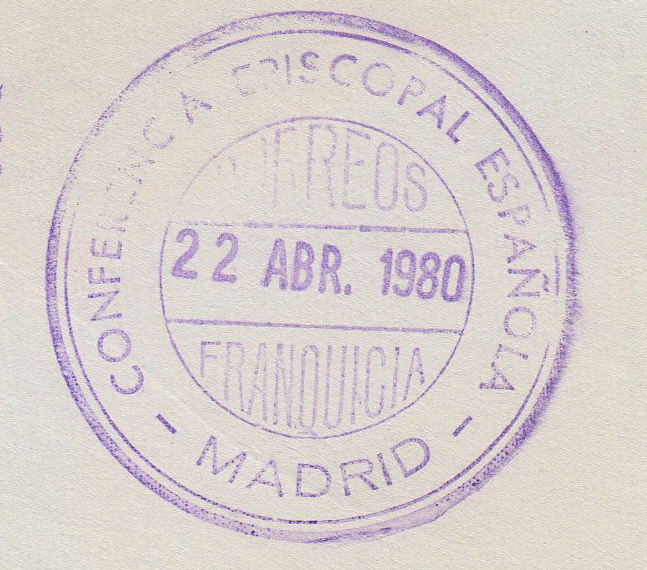 CONFERENCIA EPISCOPAL ESPAÑOLA
CORREOS
22 ABR. 1980
FRANQUICIA
- MADRID -